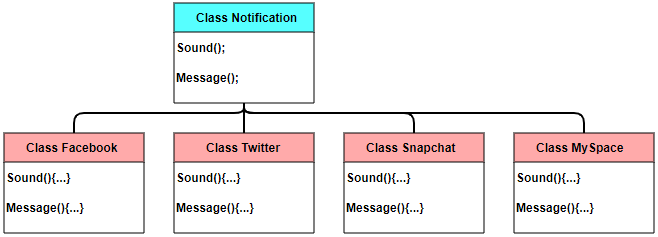 Class Notification
Sound();
Message();
Class Facebook
Sound(){...}
Message(){...}
Class Twitter
Sound(){...}
Message(){...}
Class Snapchat
Sound(){...}
Message(){...}
Class MySpace
Sound(){...}
Message(){...}